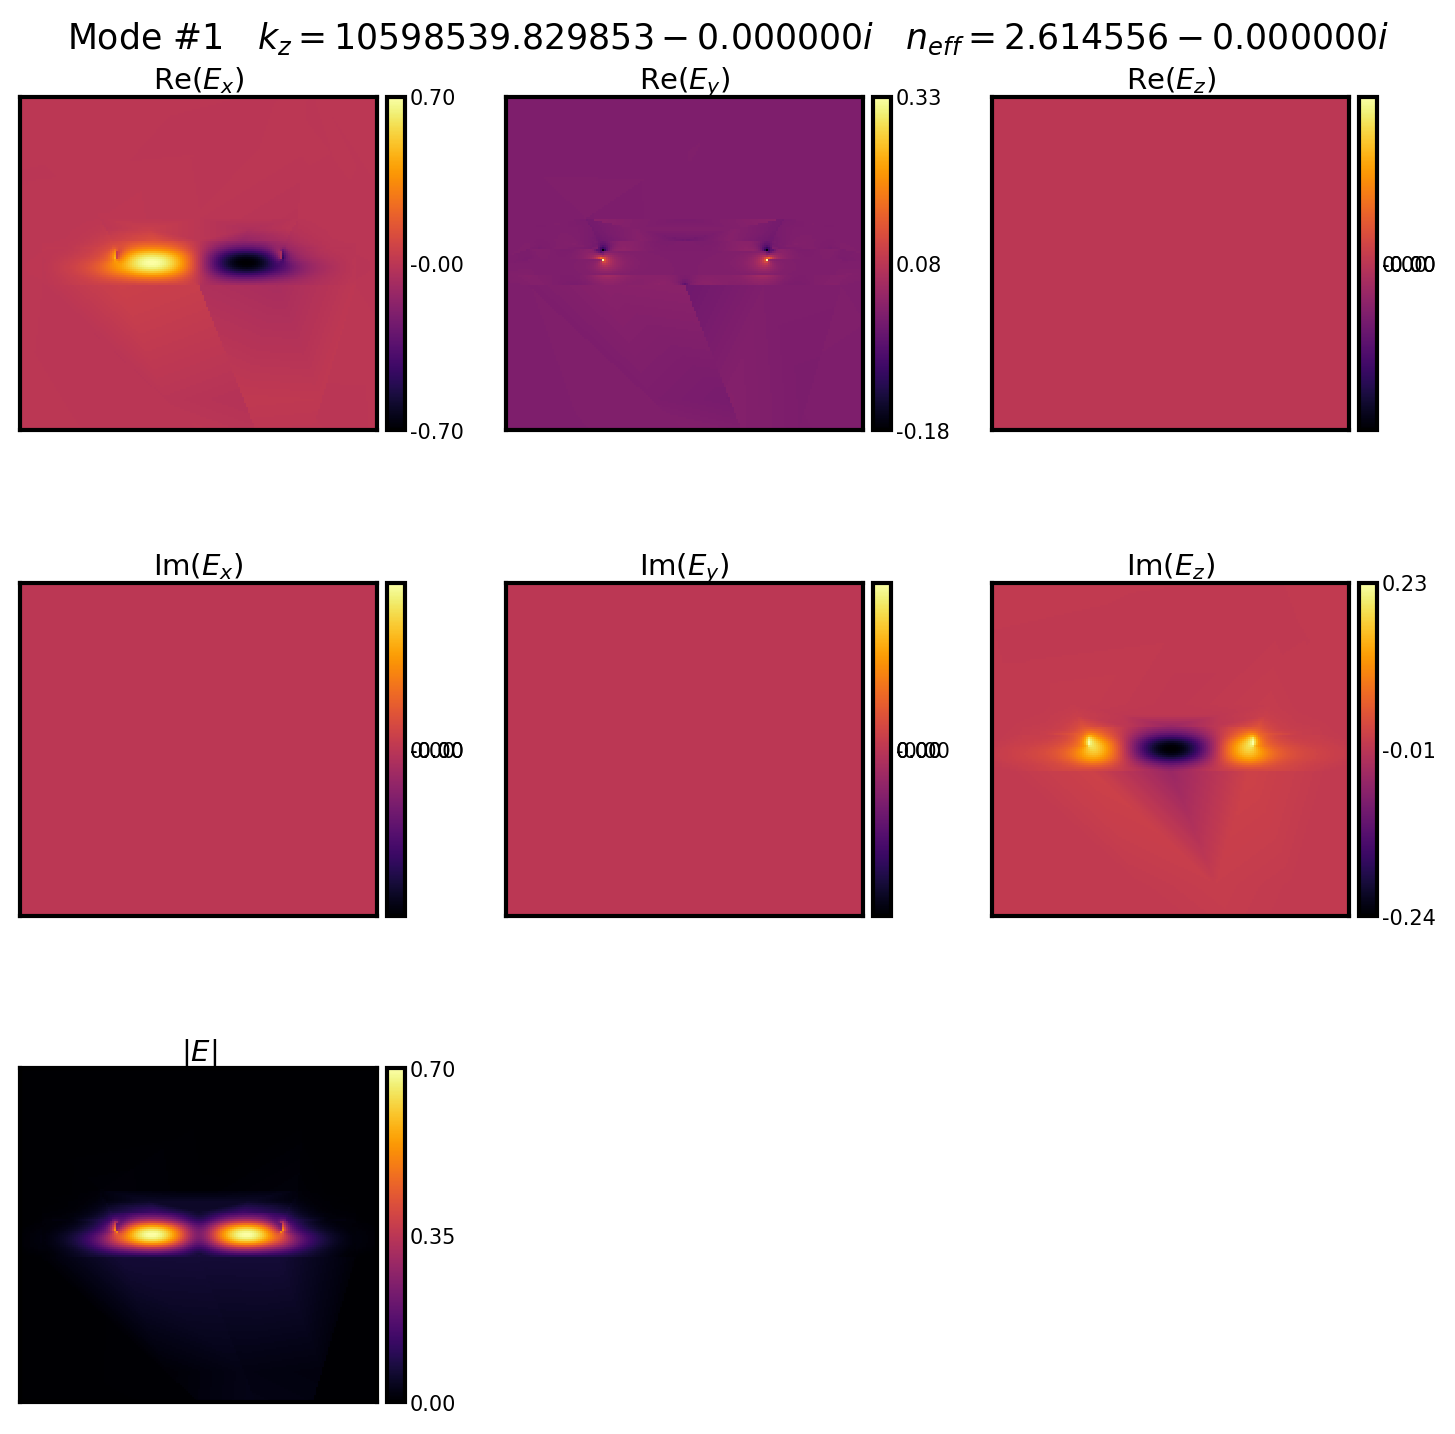 Mode #1 k_z = 10598539.829853 − 0.000000i n_eff = 2.614556 − 0.000000i
Re(E_x) Re(E_y) Re(E_z)
0.70 0.33
-0.00 0.08
-0.70 -0.18
Im(E_x) Im(E_y) Im(E_z)
0.23
-0.01
-0.24
|E|
0.70
0.35
0.00